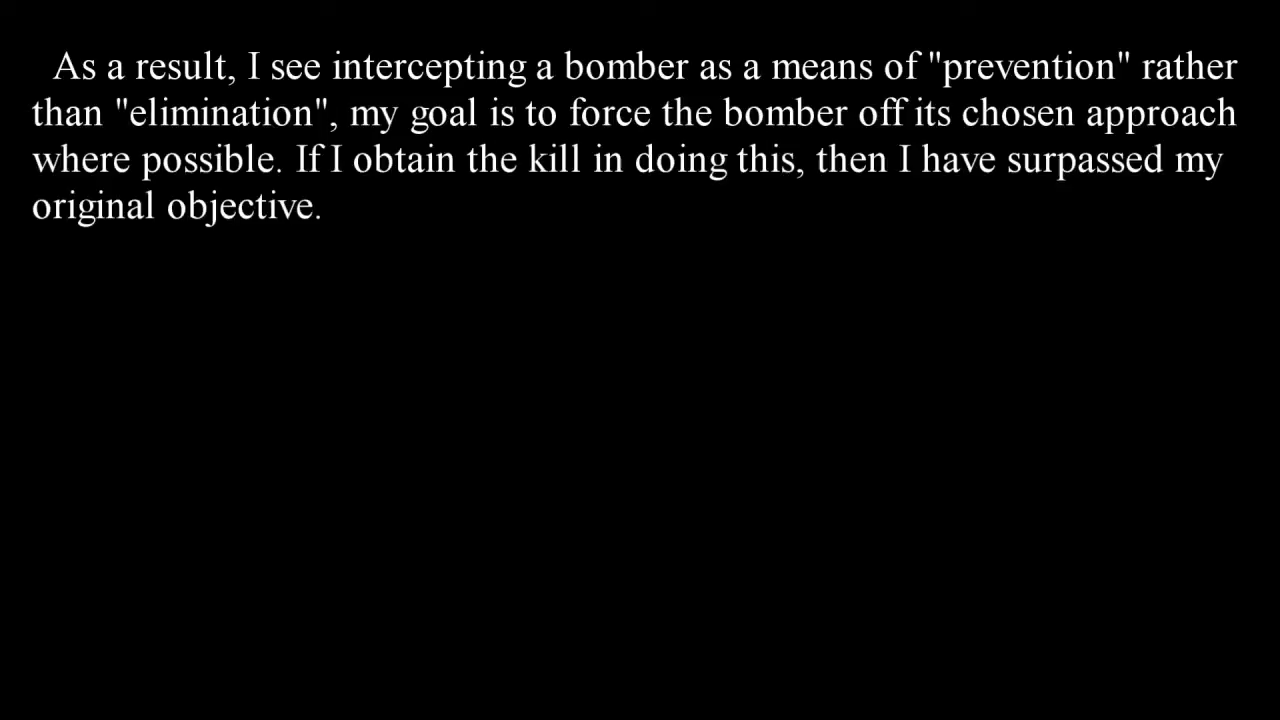 As a result, I see intercepting a bomber as a means of "prevention" rather
than "elimination", my goal is to force the bomber off its chosen approach
where possible. If I obtain the kill in doing this, then I have surpassed my
original objective.